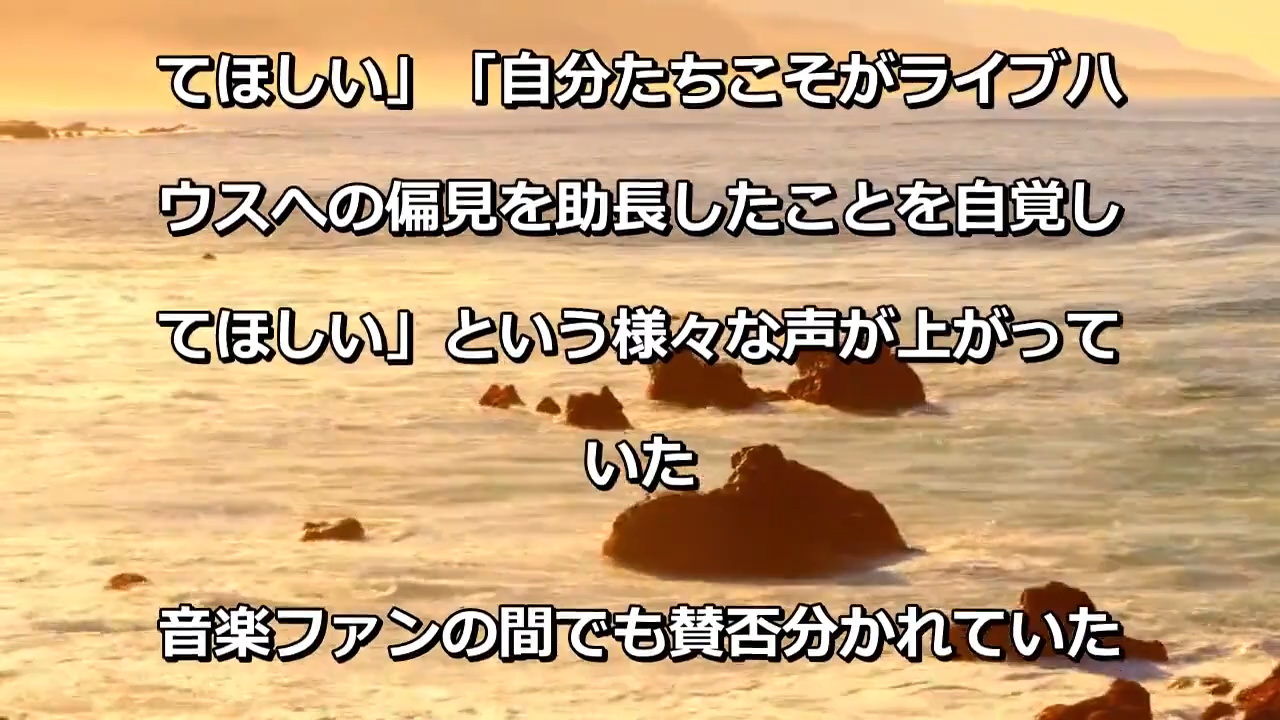 てほしい」「自分たちこそがライブハ
ウスへの偏見を助長したことを自覚し
てほしい」という様々な声が上がって
いた
音楽ファンの間でも賛否分かれていた